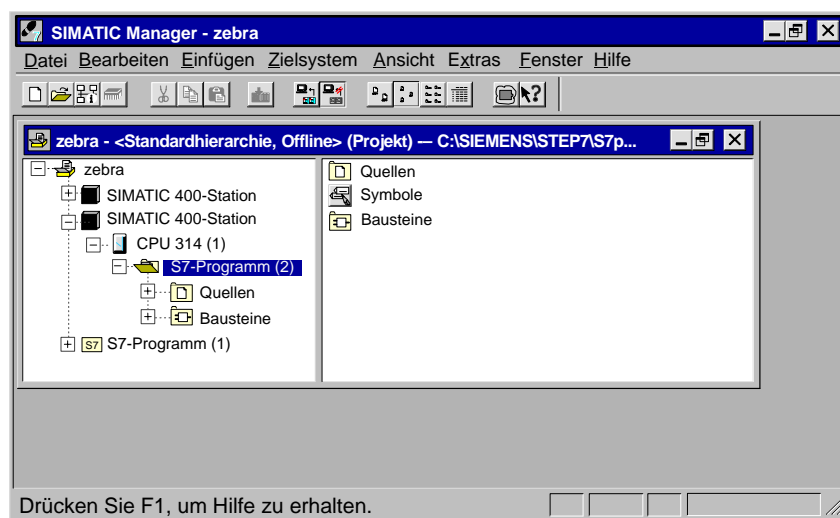 SIMATIC Manager - zebra
Datei Bearbeiten Einfügen Zielsystem Ansicht Extras Fenster Hilfe
zebra - <Standardhierarchie, Offline> (Projekt) — C:\SIEMENS\STEP7\S7p...
zebra
SIMATIC 400-Station
SIMATIC 400-Station
CPU 314 (1)
S7-Programm (2)
Quellen
Bausteine
S7 S7-Programm (1)
Quellen
Symbole
Bausteine
Drücken Sie F1, um Hilfe zu erhalten.